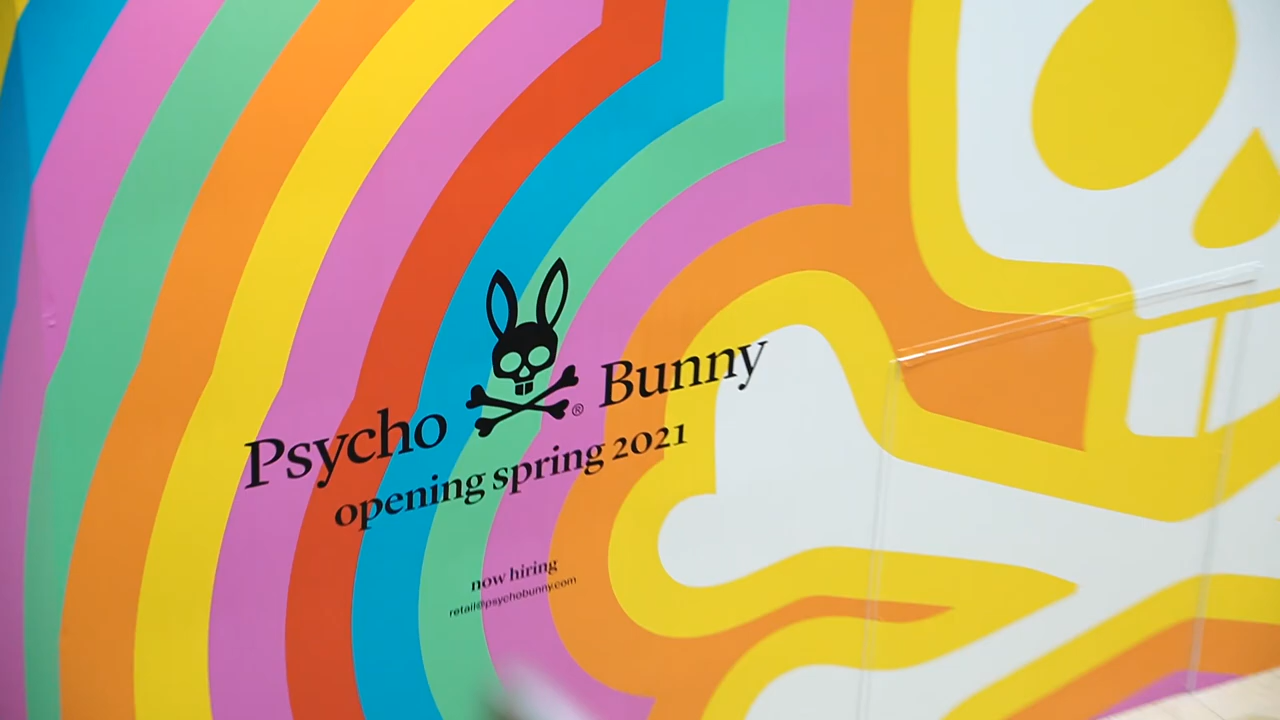 Psycho Bunny
®
opening spring 2021
now hiring
retail@psychobunny.com